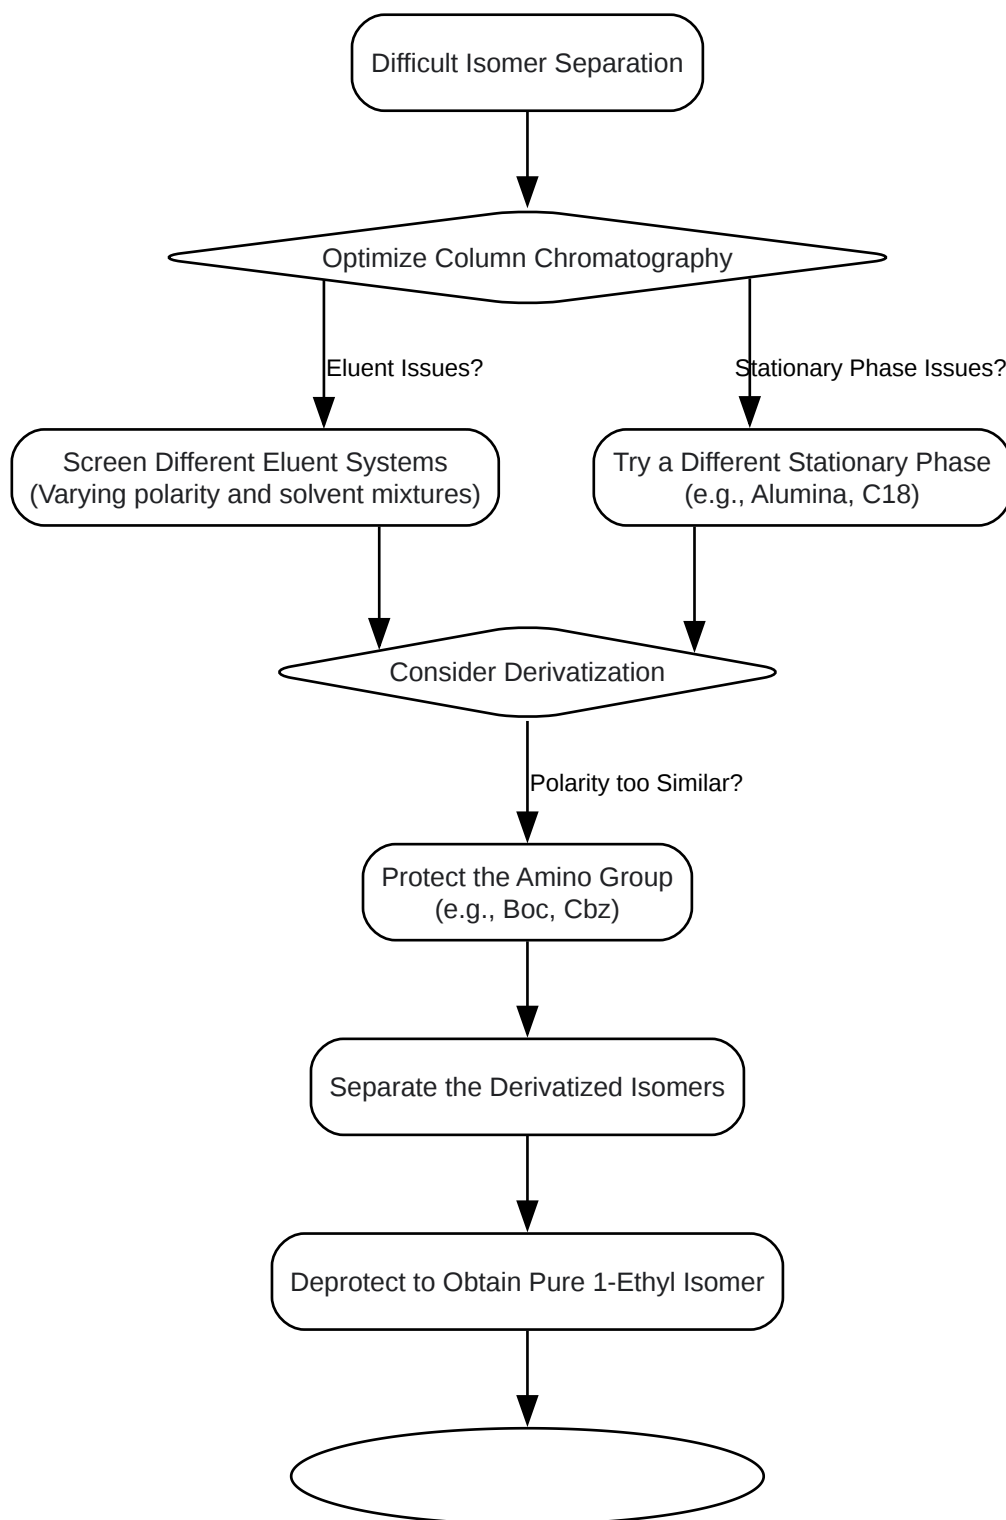 Difficult Isomer Separation
Optimize Column Chromatography
Eluent Issues?
Stationary Phase Issues?
Screen Different Eluent Systems
(Varying polarity and solvent mixtures)
Try a Different Stationary Phase
(e.g., Alumina, C18)
Consider Derivatization
Polarity too Similar?
Protect the Amino Group
(e.g., Boc, Cbz)
Separate the Derivatized Isomers
Deprotect to Obtain Pure 1-Ethyl Isomer